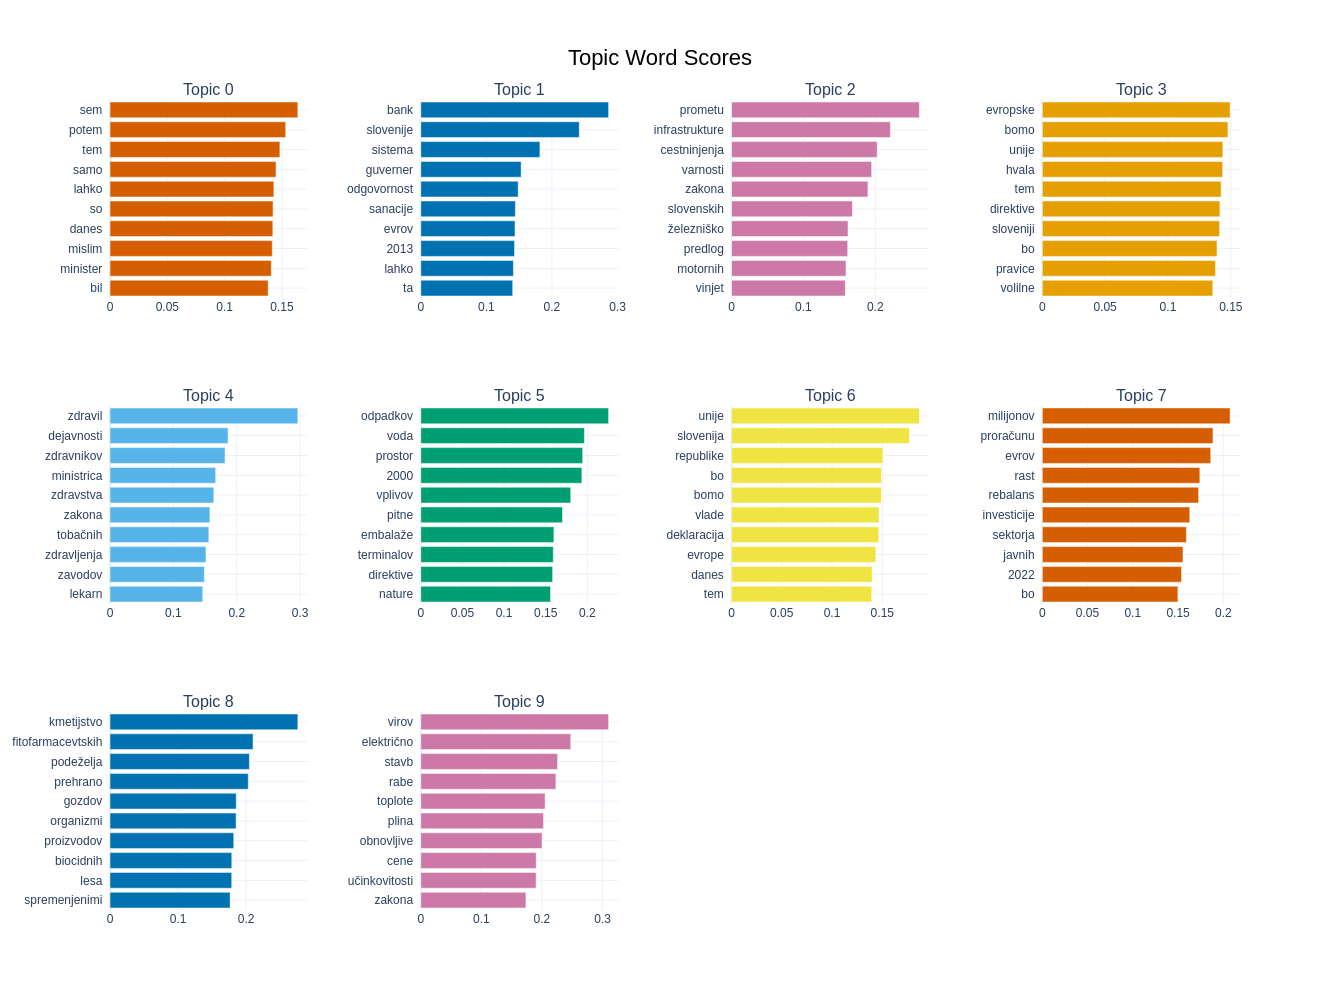 Topic Word Scores
Topic 0
sem
potem
tem
samo
lahko
so
danes
mislim
minister
bil
0 0.05 0.1 0.15
Topic 1
bank
slovenije
sistema
guverner
odgovornost
sanacije
evrov
2013
lahko
ta
0 0.1 0.2 0.3
Topic 2
prometu
infrastrukture
cestninjenja
varnosti
zakona
slovenskih
železniško
predlog
motornih
vinjet
0 0.1 0.2
Topic 3
evropske
bomo
unije
hvala
tem
direktive
sloveniji
bo
pravice
volilne
0 0.05 0.1 0.15
Topic 4
zdravil
dejavnosti
zdravnikov
ministrica
zdravstva
zakona
tobačnih
zdravljenja
zavodov
lekarn
0 0.1 0.2 0.3
Topic 5
odpadkov
voda
prostor
2000
vplivov
pitne
embalaže
terminalov
direktive
nature
0 0.05 0.1 0.15 0.2
Topic 6
unije
slovenija
republike
bo
bomo
vlade
deklaracija
evrope
danes
tem
0 0.05 0.1 0.15
Topic 7
milijonov
proračunu
evrov
rast
rebalans
investicije
sektorja
javnih
2022
bo
0 0.05 0.1 0.15 0.2
Topic 8
kmetijstvo
fitofarmacevtskih
podeželja
prehrano
gozdov
organizmi
proizvodov
biocidnih
lesa
spremenjenimi
0 0.1 0.2
Topic 9
virov
električno
stavb
rabe
toplote
plina
obnovljive
cene
učinkovitosti
zakona
0 0.1 0.2 0.3